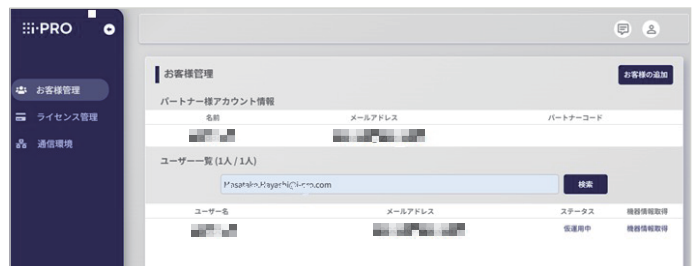 i-PRO
お客様管理
ライセンス管理
通信環境
お客様管理
お客様の追加
パートナー様アカウント情報
名前 メールアドレス パートナーコード
ユーザー一覧 (1人 / 1人)
検索
ユーザー名 メールアドレス ステータス 機器情報取得
仮運用中 機器情報取得